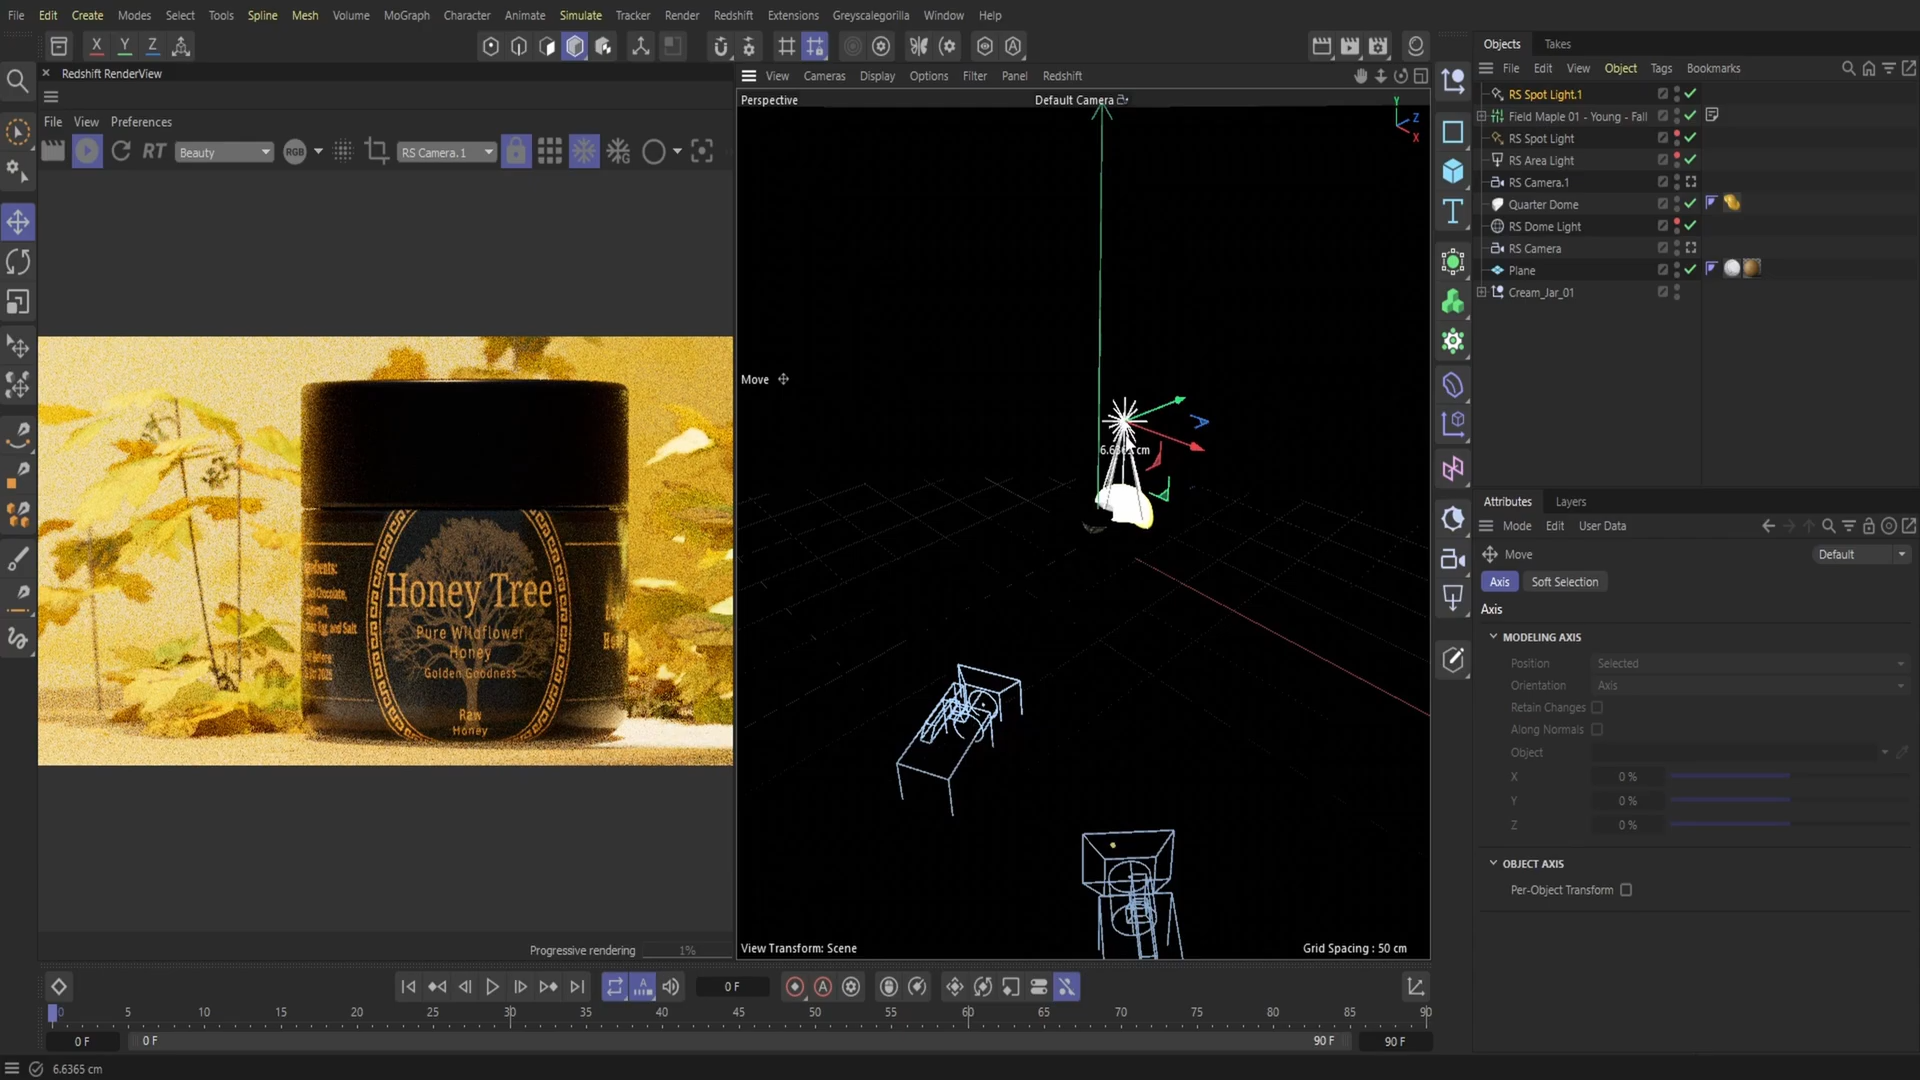 File Edit Create Modes Select Tools Spline Mesh Volume MoGraph Character Animate Simulate Tracker Render Redshift Extensions Greyscalegorilla Window Help
X Y Z
Redshift RenderView
File View Preferences
RT Beauty RGB RS Camera.1
Honey Tree
Pure Wildflower
Honey
Golden Goodness
Raw
Honey
Progressive rendering 1%
View Cameras Display Options Filter Panel Redshift
Perspective
Default Camera
Y
Z
X
Move
View Transform: Scene
Grid Spacing : 50 cm
Objects Takes
File Edit View Object Tags Bookmarks
RS Spot Light.1
Field Maple 01 - Young - Fall
RS Spot Light
RS Area Light
RS Camera.1
Quarter Dome
RS Dome Light
RS Camera
Plane
Cream_Jar_01
Attributes Layers
Mode Edit User Data
Move Default
Axis Soft Selection
Axis
MODELING AXIS
Position Selected
Orientation Axis
Retain Changes
Along Normals
Object
X 0 %
Y 0 %
Z 0 %
OBJECT AXIS
Per-Object Transform
0 F
0 5 10 15 20 25 30 35 40 45 50 55 60 65 70 75 80 85 90
0 F 0 F 90 F 90 F
6.6365 cm